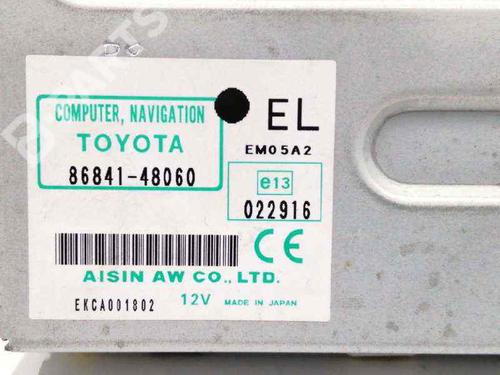 COMPUTER, NAVIGATION
TOYOTA
86841-48060
EL
EM05A2
e13
022916
CE
AISIN AW CO., LTD.
EKCA001802 12V MADE IN JAPAN